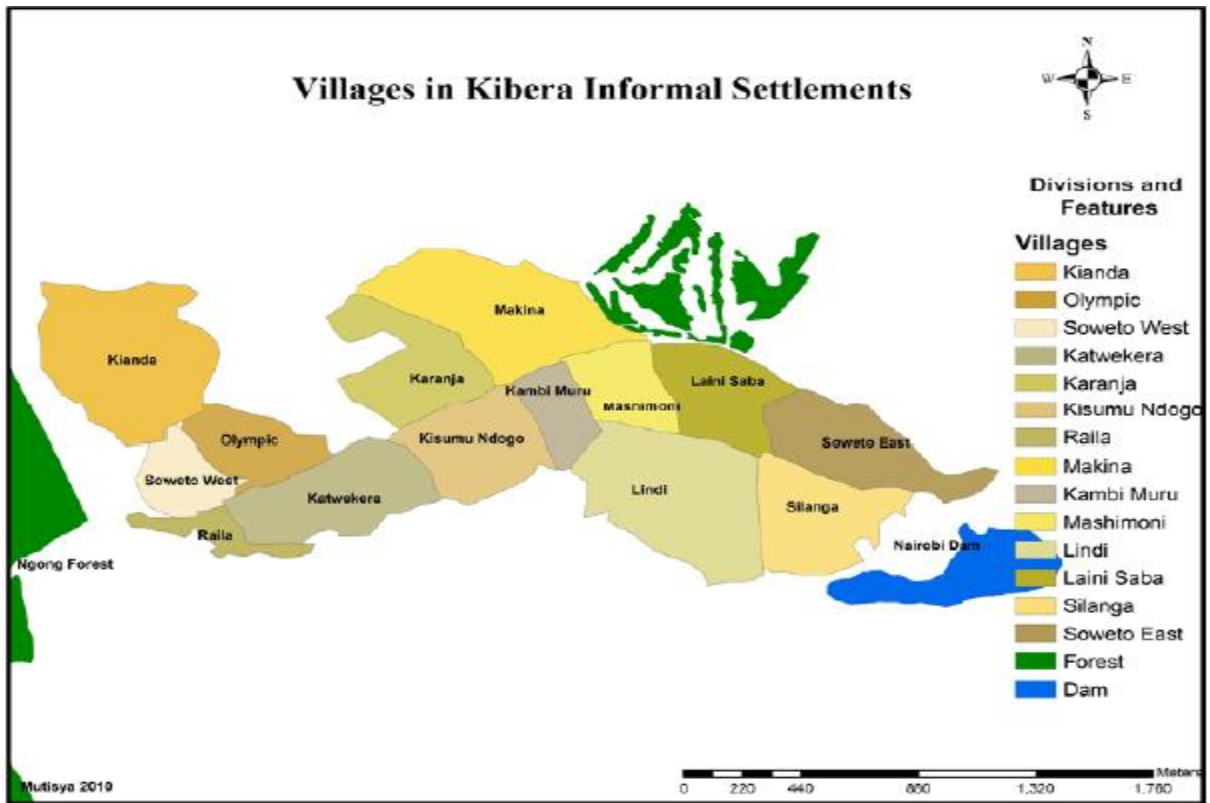 N
W E
S
Villages in Kibera Informal Settlements
Divisions and
Features
Villages
Kianda
Olympic
Soweto West
Katwekera
Karanja
Kisumu Ndogo
Raila
Makina
Kambi Muru
Mashimoni
Lindi
Laini Saba
Silanga
Soweto East
Forest
Dam
Makina
Kianda
Karanja
Laini Saba
Kambi Muru
Mashimoni
Olympic
Kisumu Ndogo
Soweto East
Soweto West
Katwekera
Lindi
Silanga
Raila
Nairobi Dam
Ngong Forest
Mutisya 2010
Meters
0 220 440 880 1,320 1,760